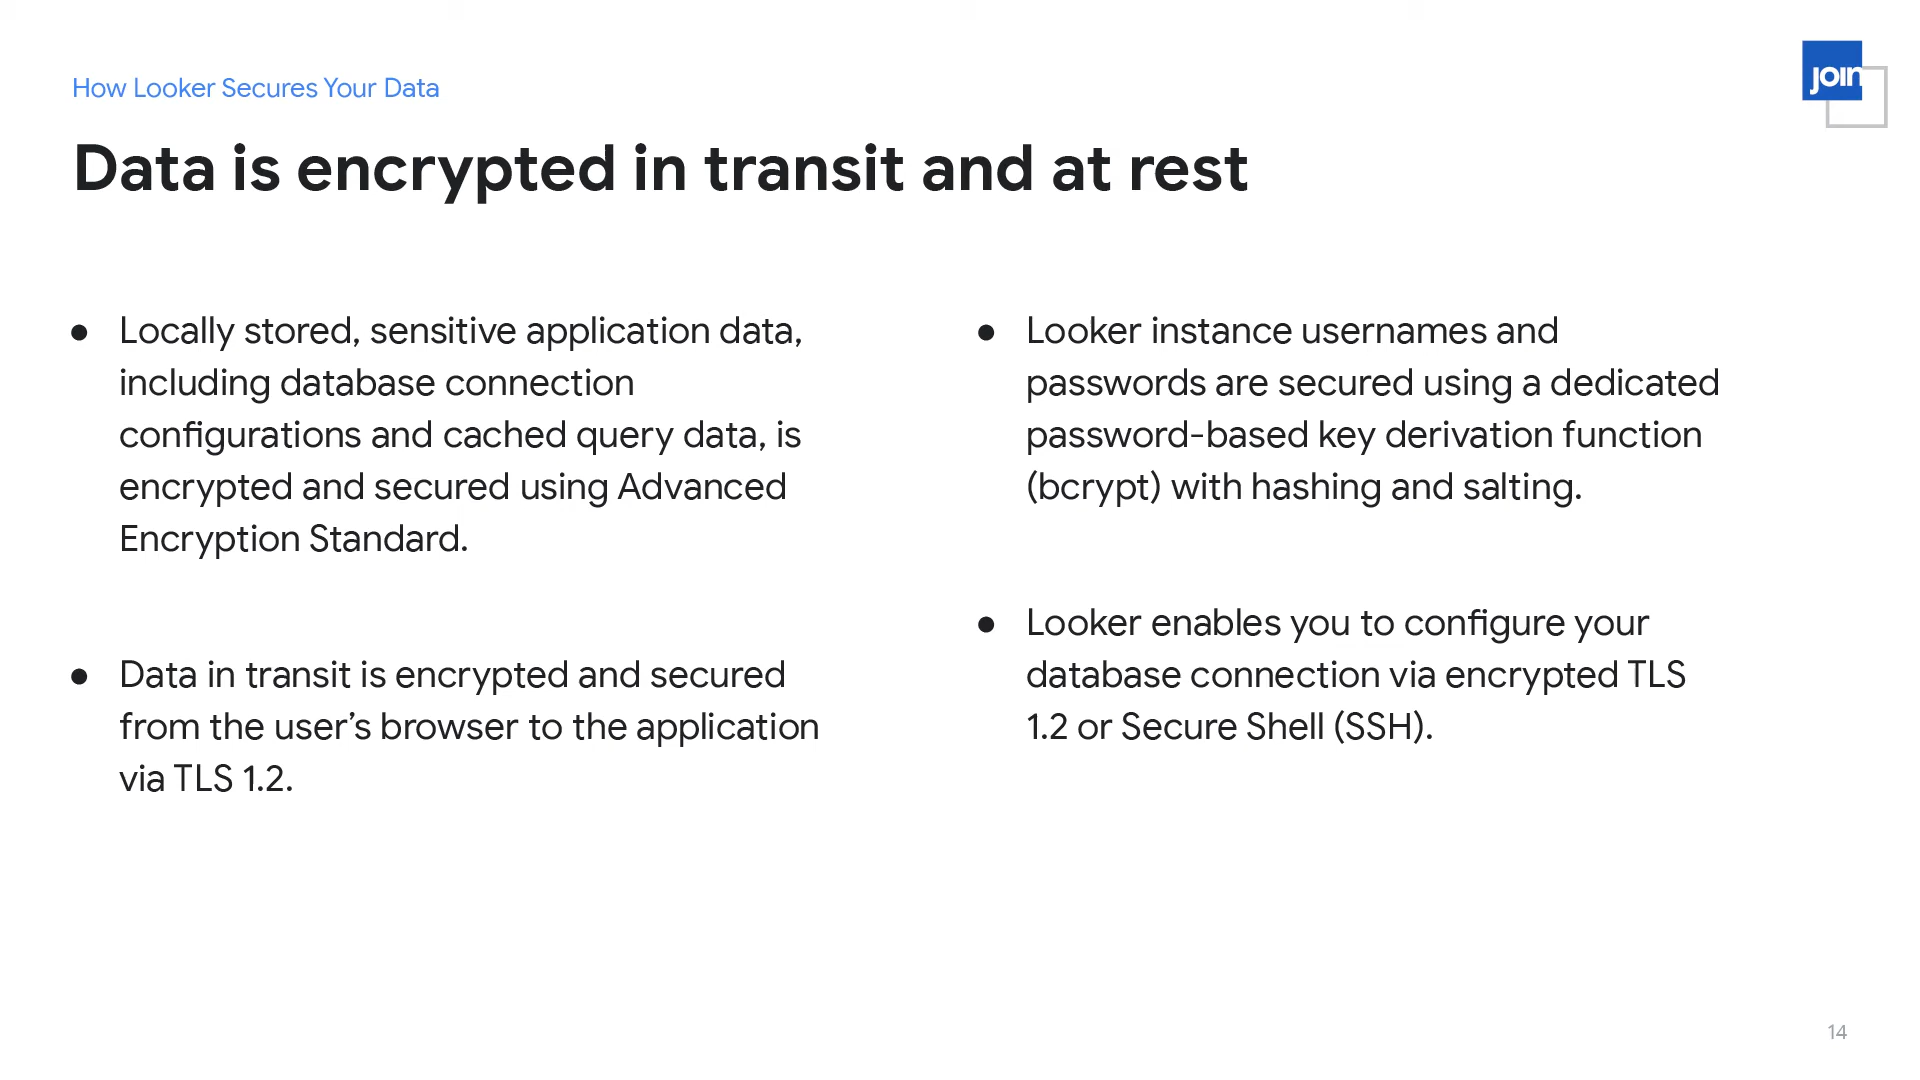 How Looker Secures Your Data
join
Data is encrypted in transit and at rest
● Locally stored, sensitive application data,
including database connection
configurations and cached query data, is
encrypted and secured using Advanced
Encryption Standard.
● Data in transit is encrypted and secured
from the user’s browser to the application
via TLS 1.2.
● Looker instance usernames and
passwords are secured using a dedicated
password-based key derivation function
(bcrypt) with hashing and salting.
● Looker enables you to configure your
database connection via encrypted TLS
1.2 or Secure Shell (SSH).
14